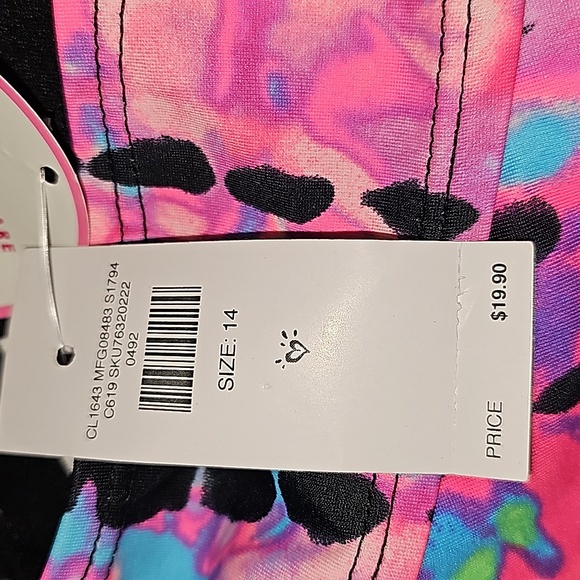 CL1643 MFG08483 S1794
C619 SKU76320222
0492
SIZE: 14
PRICE $19.90